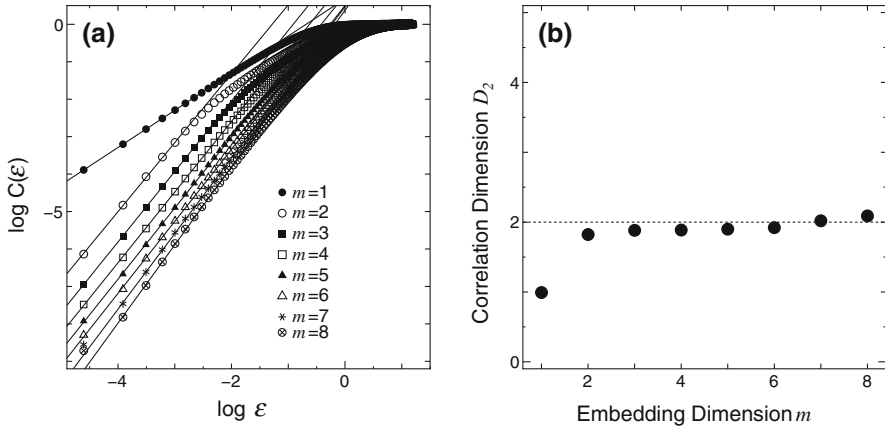 (a)
0
−5
log C(ε)
m=1
m=2
m=3
m=4
m=5
m=6
m=7
m=8
−4
−2
0
log ε
(b)
4
2
0
Correlation Dimension D2
2
4
6
8
Embedding Dimension m